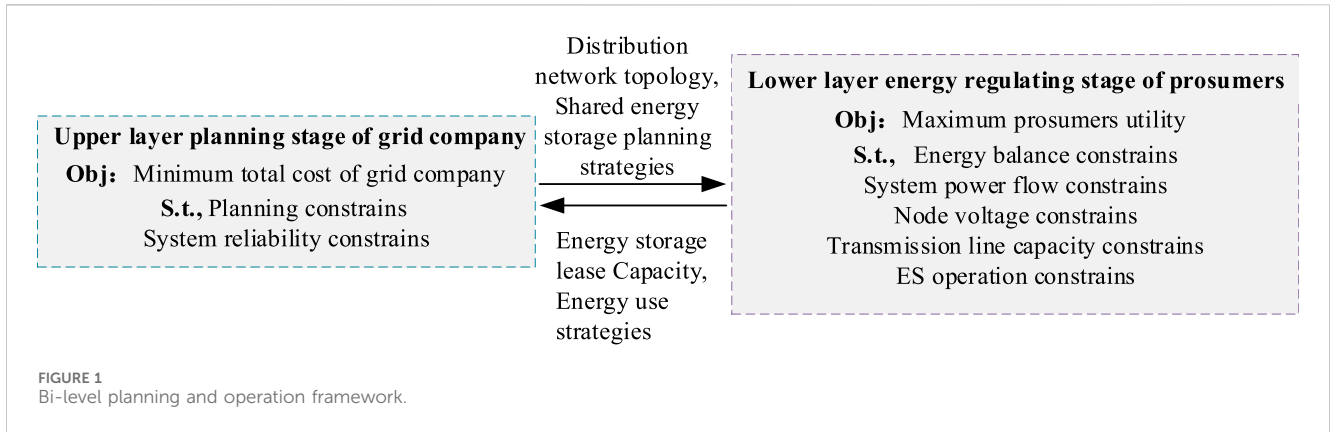 Upper layer planning stage of grid company
Obj：Minimum total cost of grid company
S.t., Planning constrains
System reliability constrains
Distribution
network topology,
Shared energy
storage planning
strategies
Energy storage
lease Capacity,
Energy use
strategies
Lower layer energy regulating stage of prosumers
Obj：Maximum prosumers utility
S.t., Energy balance constrains
System power flow constrains
Node voltage constrains
Transmission line capacity constrains
ES operation constrains
FIGURE 1
Bi-level planning and operation framework.